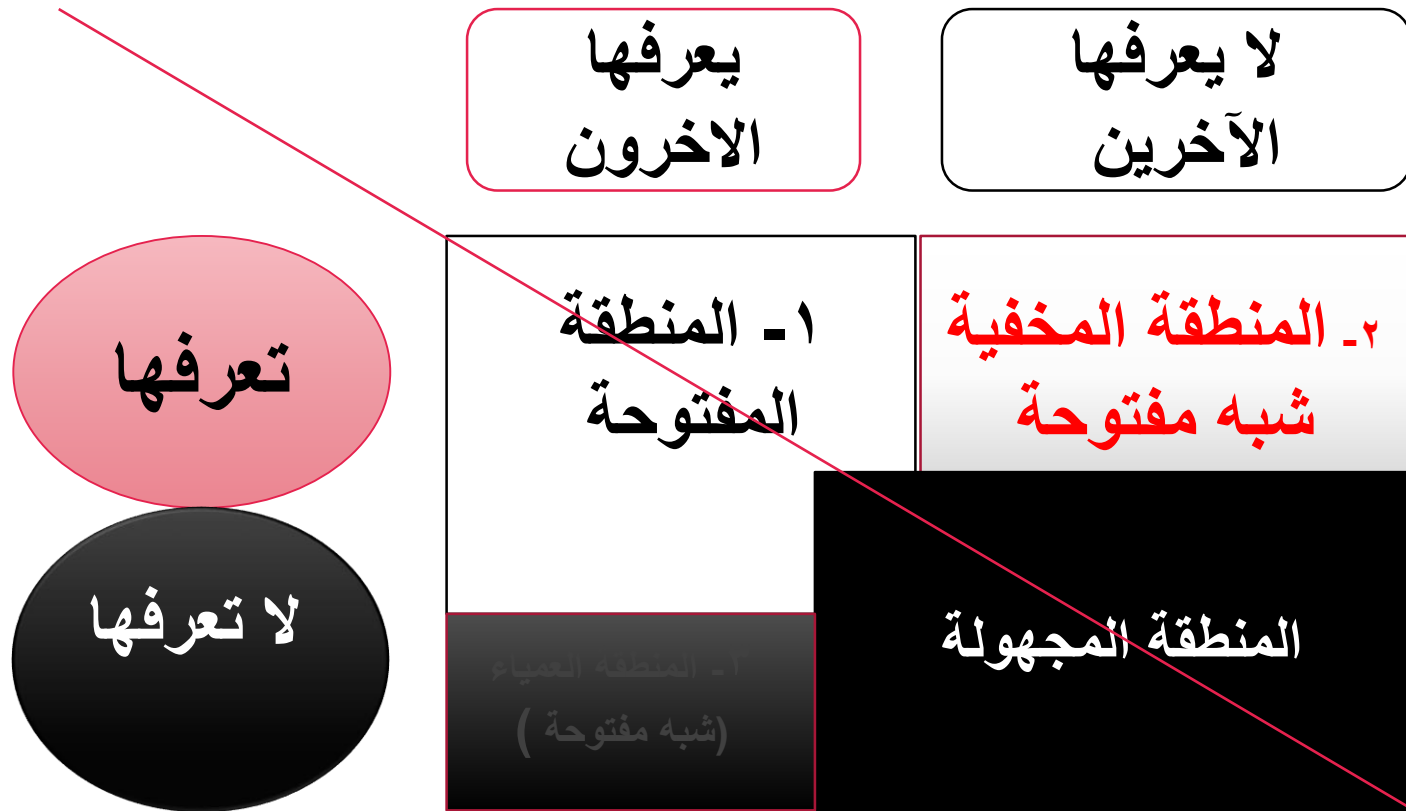 يعرفها
الاخرون
لا يعرفها
الآخرين
تعرفها
١- المنطقة
المفتوحة
٢- المنطقة المخفية
شبه مفتوحة
لا تعرفها
٣- المنطقه العمياء
(شبه مفتوحة )
المنطقة المجهولة